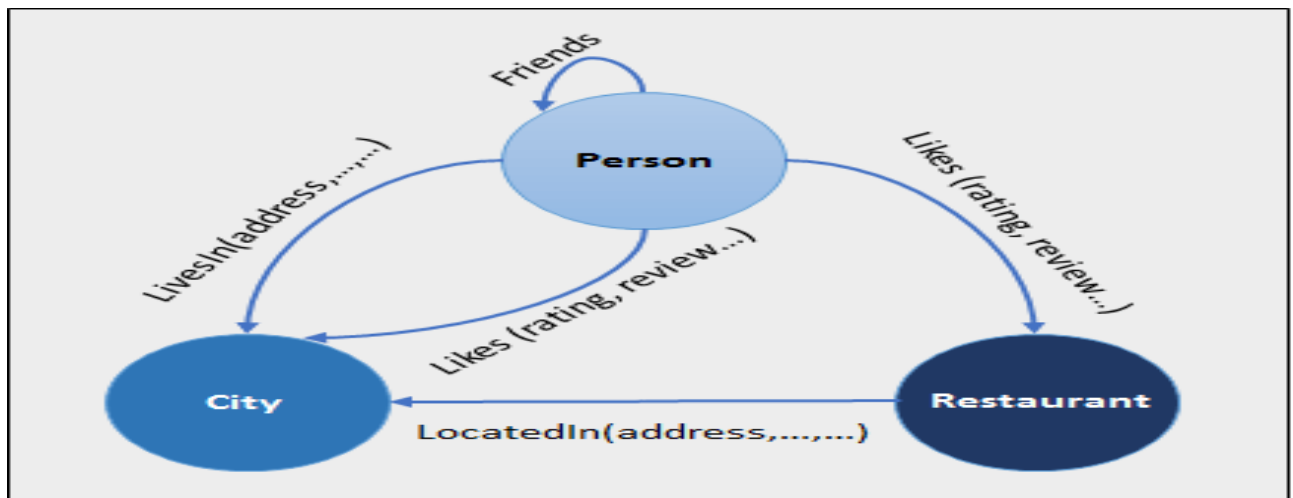 Friends
Person
LivesIn(address,...,...)
Likes (rating, review...)
Likes (rating, review...)
City
Restaurant
LocatedIn(address,...,...)